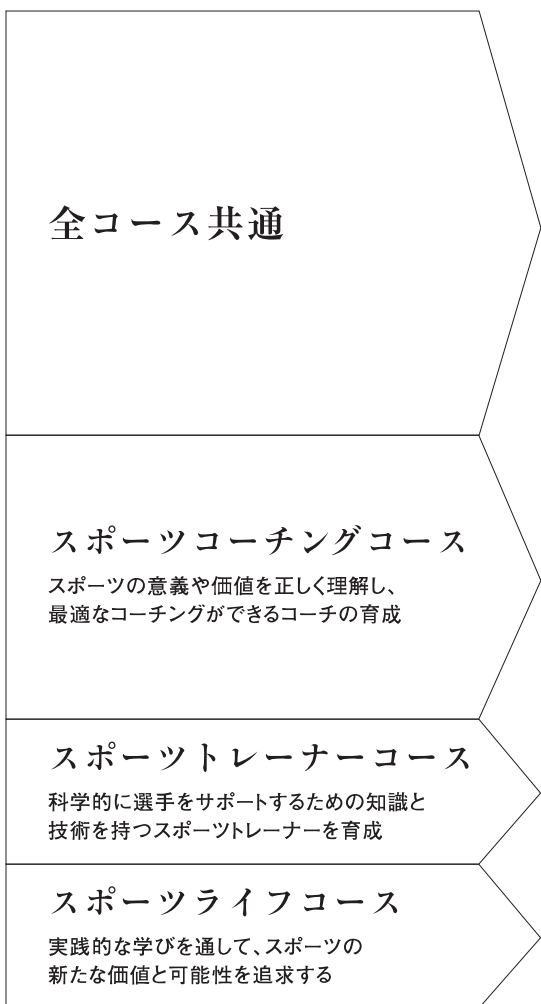 全コース共通
スポーツコーチングコース
スポーツの意義や価値を正しく理解し、
最適なコーチングができるコーチの育成
スポーツトレーナーコース
科学的に選手をサポートするための知識と
技術を持つスポーツトレーナーを育成
スポーツライフコース
実践的な学びを通して、スポーツの
新たな価値と可能性を追求する